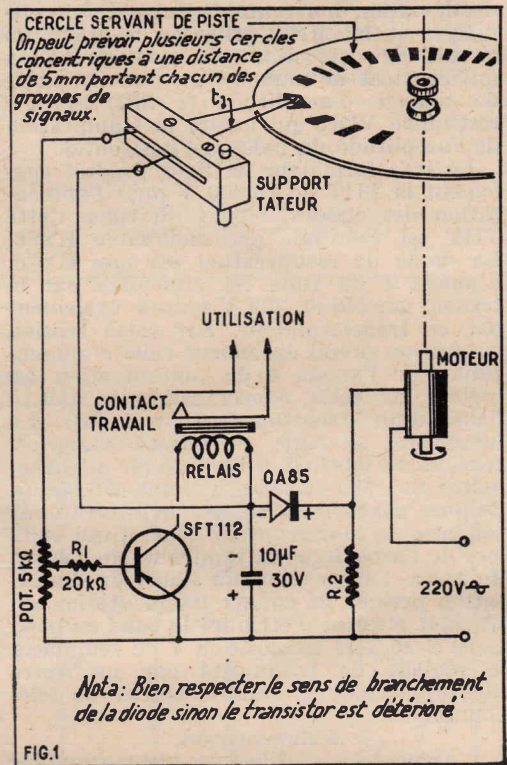 CERCLE SERVANT DE PISTE
On peut prévoir plusieurs cercles
concentriques à une distance
de 5mm portant chacun des
groupes de
signaux.
t3
SUPPORT
TATEUR
UTILISATION
CONTACT
TRAVAIL
RELAIS
MOTEUR
OA85
- +
SFT 112
POT. 5kΩ
R1
20kΩ
-
10µF
30V
+
R2
220V
Nota : Bien respecter le sens de branchement
de la diode sinon le transistor est détérioré
FIG.1